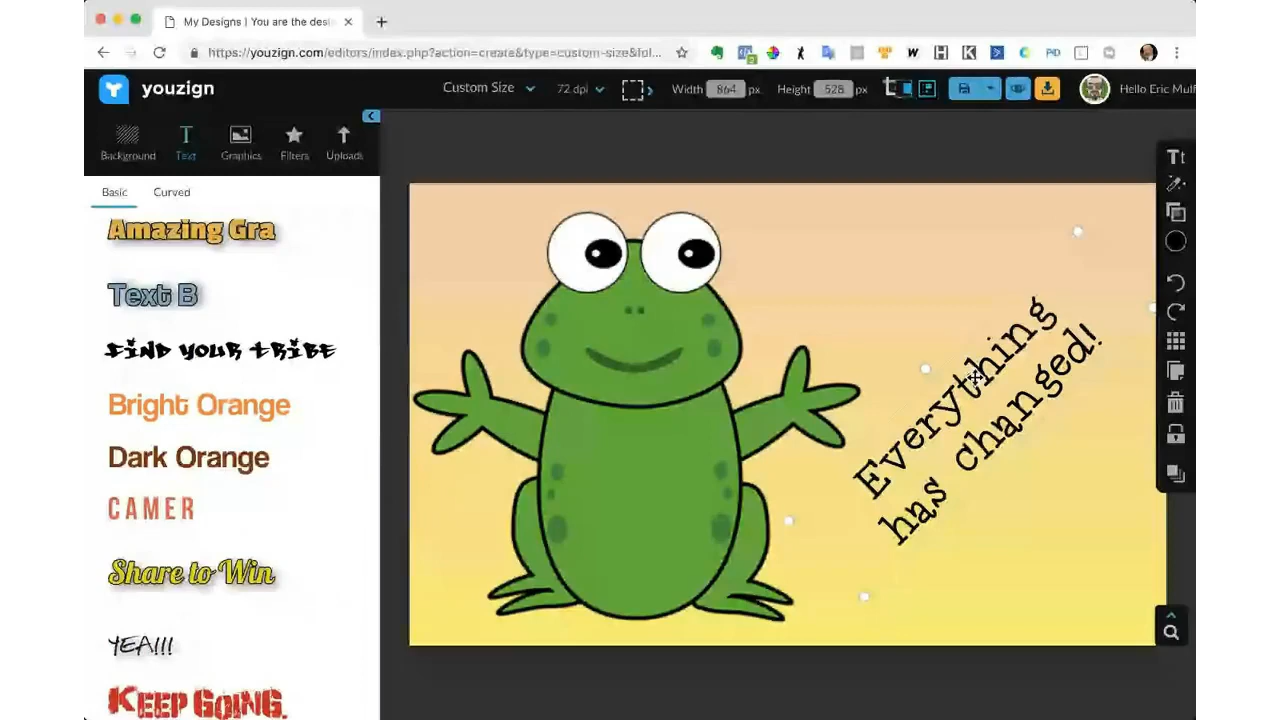 My Designs | You are the desi
https://youzign.com/editors/index.php?action=create&type=custom-size&fol...
youzign
Custom Size
72 dpi
Width
864
px
Height
528
px
Hello Eric Mulf
Background
Text
Graphics
Filters
Uploads
Basic
Curved
Amazing Gra
Text B
FIND YOUR TRIBE
Bright Orange
Dark Orange
CAMER
Share to Win
YEA!!!
KEEP GOING.
Everything
has changed!
Tt